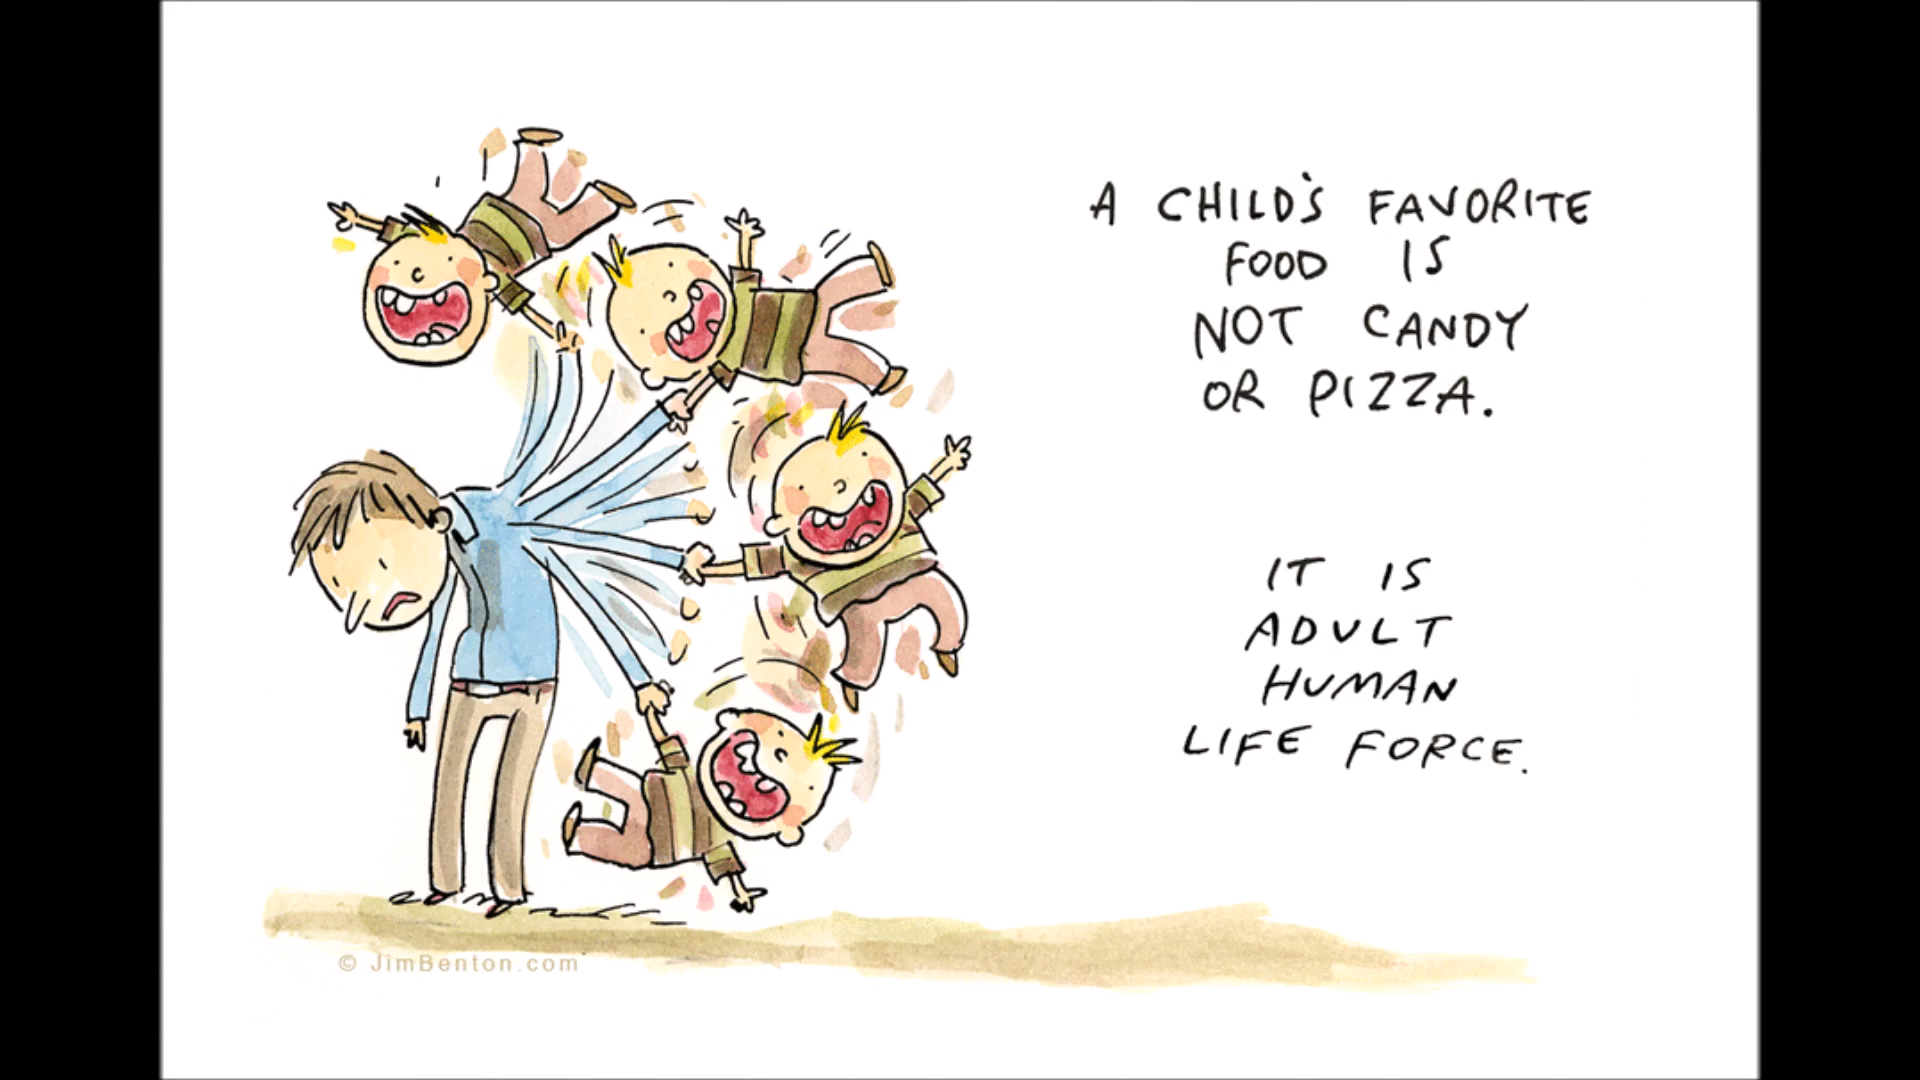 A CHILD'S FAVORITE
FOOD IS
NOT CANDY
OR PIZZA.
IT IS
ADULT
HUMAN
LIFE FORCE.
© JimBenton.com